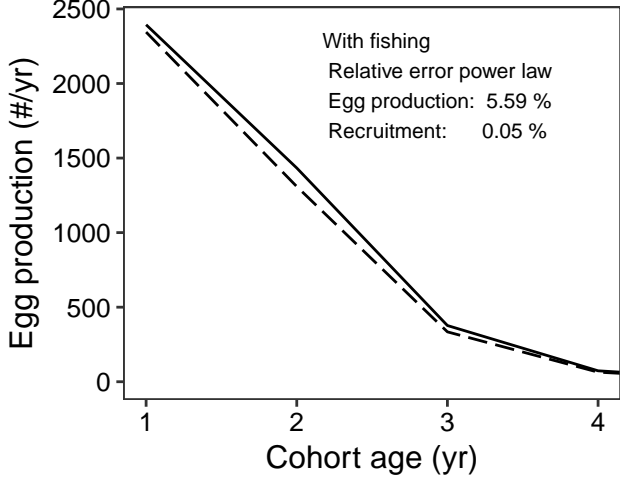 2500
2000
1500
1000
500
0
Egg production (#/yr)
With fishing
Relative error power law
Egg production: 5.59 %
Recruitment: 0.05 %
1 2 3 4
Cohort age (yr)